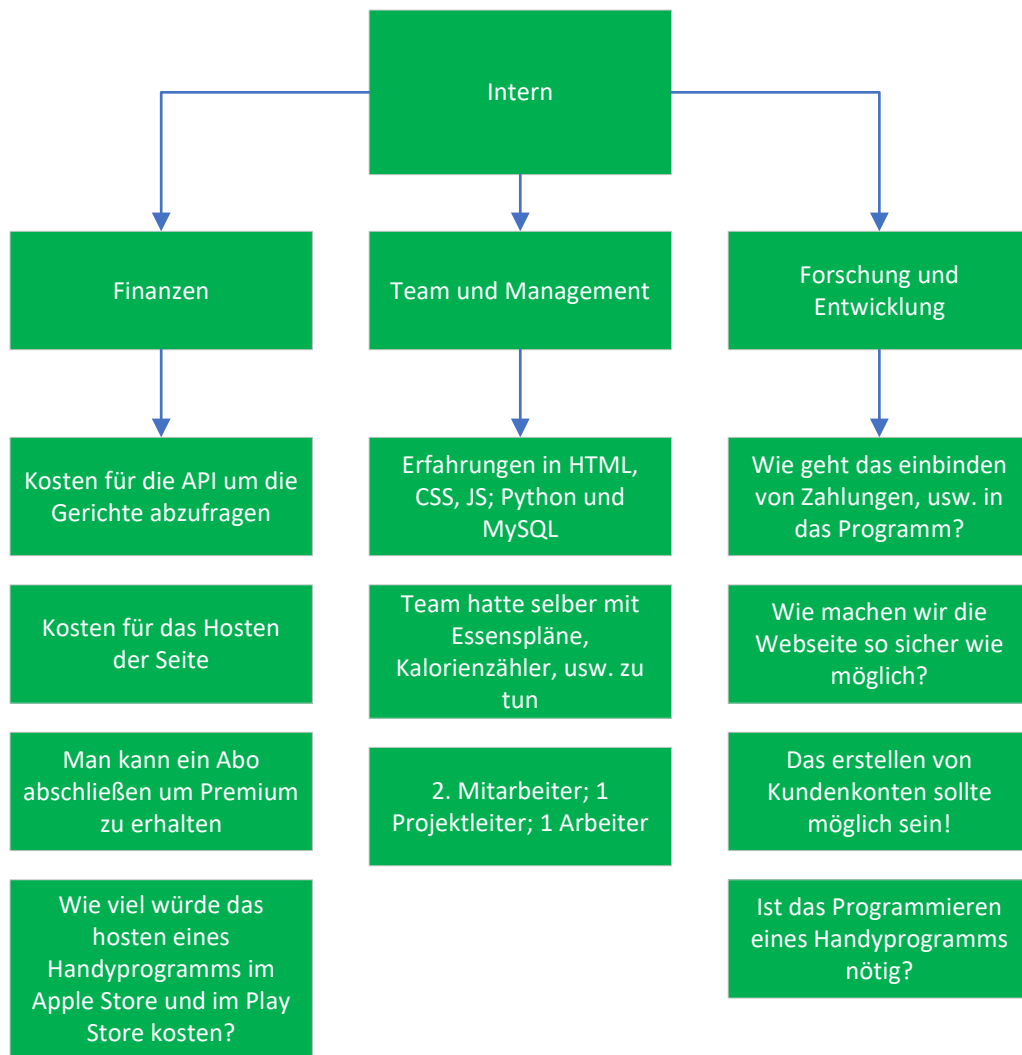 Intern
Finanzen
Team und Management
Forschung und
Entwicklung
Kosten für die API um die
Gerichte abzufragen
Kosten für das Hosten
der Seite
Man kann ein Abo
abschließen um Premium
zu erhalten
Wie viel würde das
hosten eines
Handyprogramms im
Apple Store und im Play
Store kosten?
Erfahrungen in HTML,
CSS, JS; Python und
MySQL
Team hatte selber mit
Essenspläne,
Kalorienzähler, usw. zu
tun
2. Mitarbeiter; 1
Projektleiter; 1 Arbeiter
Wie geht das einbinden
von Zahlungen, usw. in
das Programm?
Wie machen wir die
Webseite so sicher wie
möglich?
Das erstellen von
Kundenkonten sollte
möglich sein!
Ist das Programmieren
eines Handyprogramms
nötig?